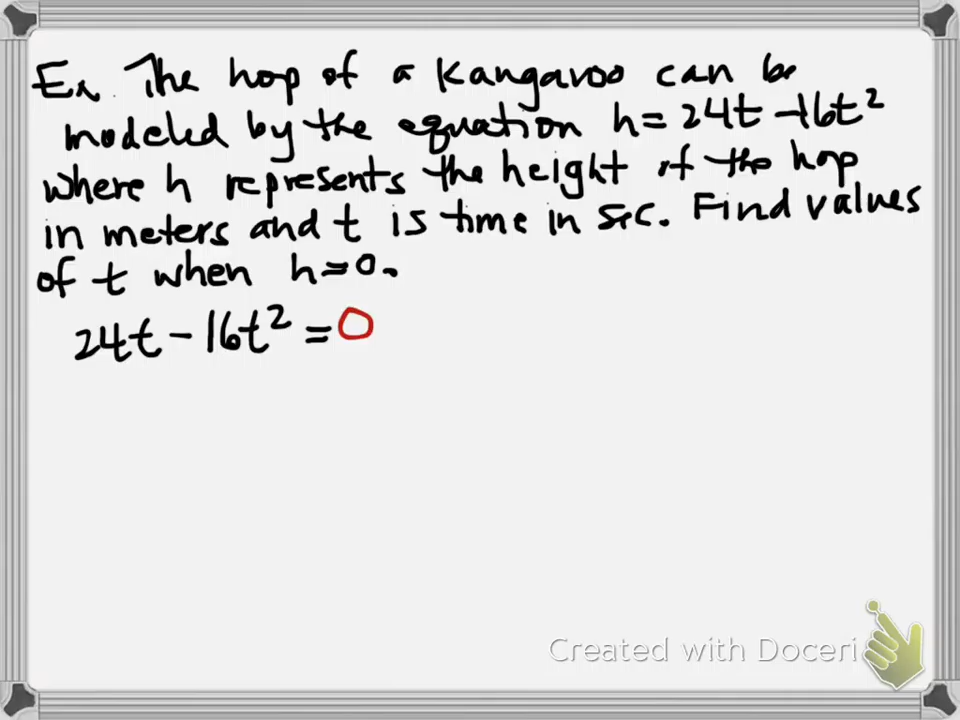 Ex. The hop of a Kangaroo can be
modeled by the equation h=24t-16t²
where h represents the height of the hop
in meters and t is time in sec. Find values
of t when h=0.
24t-16t²=0
Created with Doceri